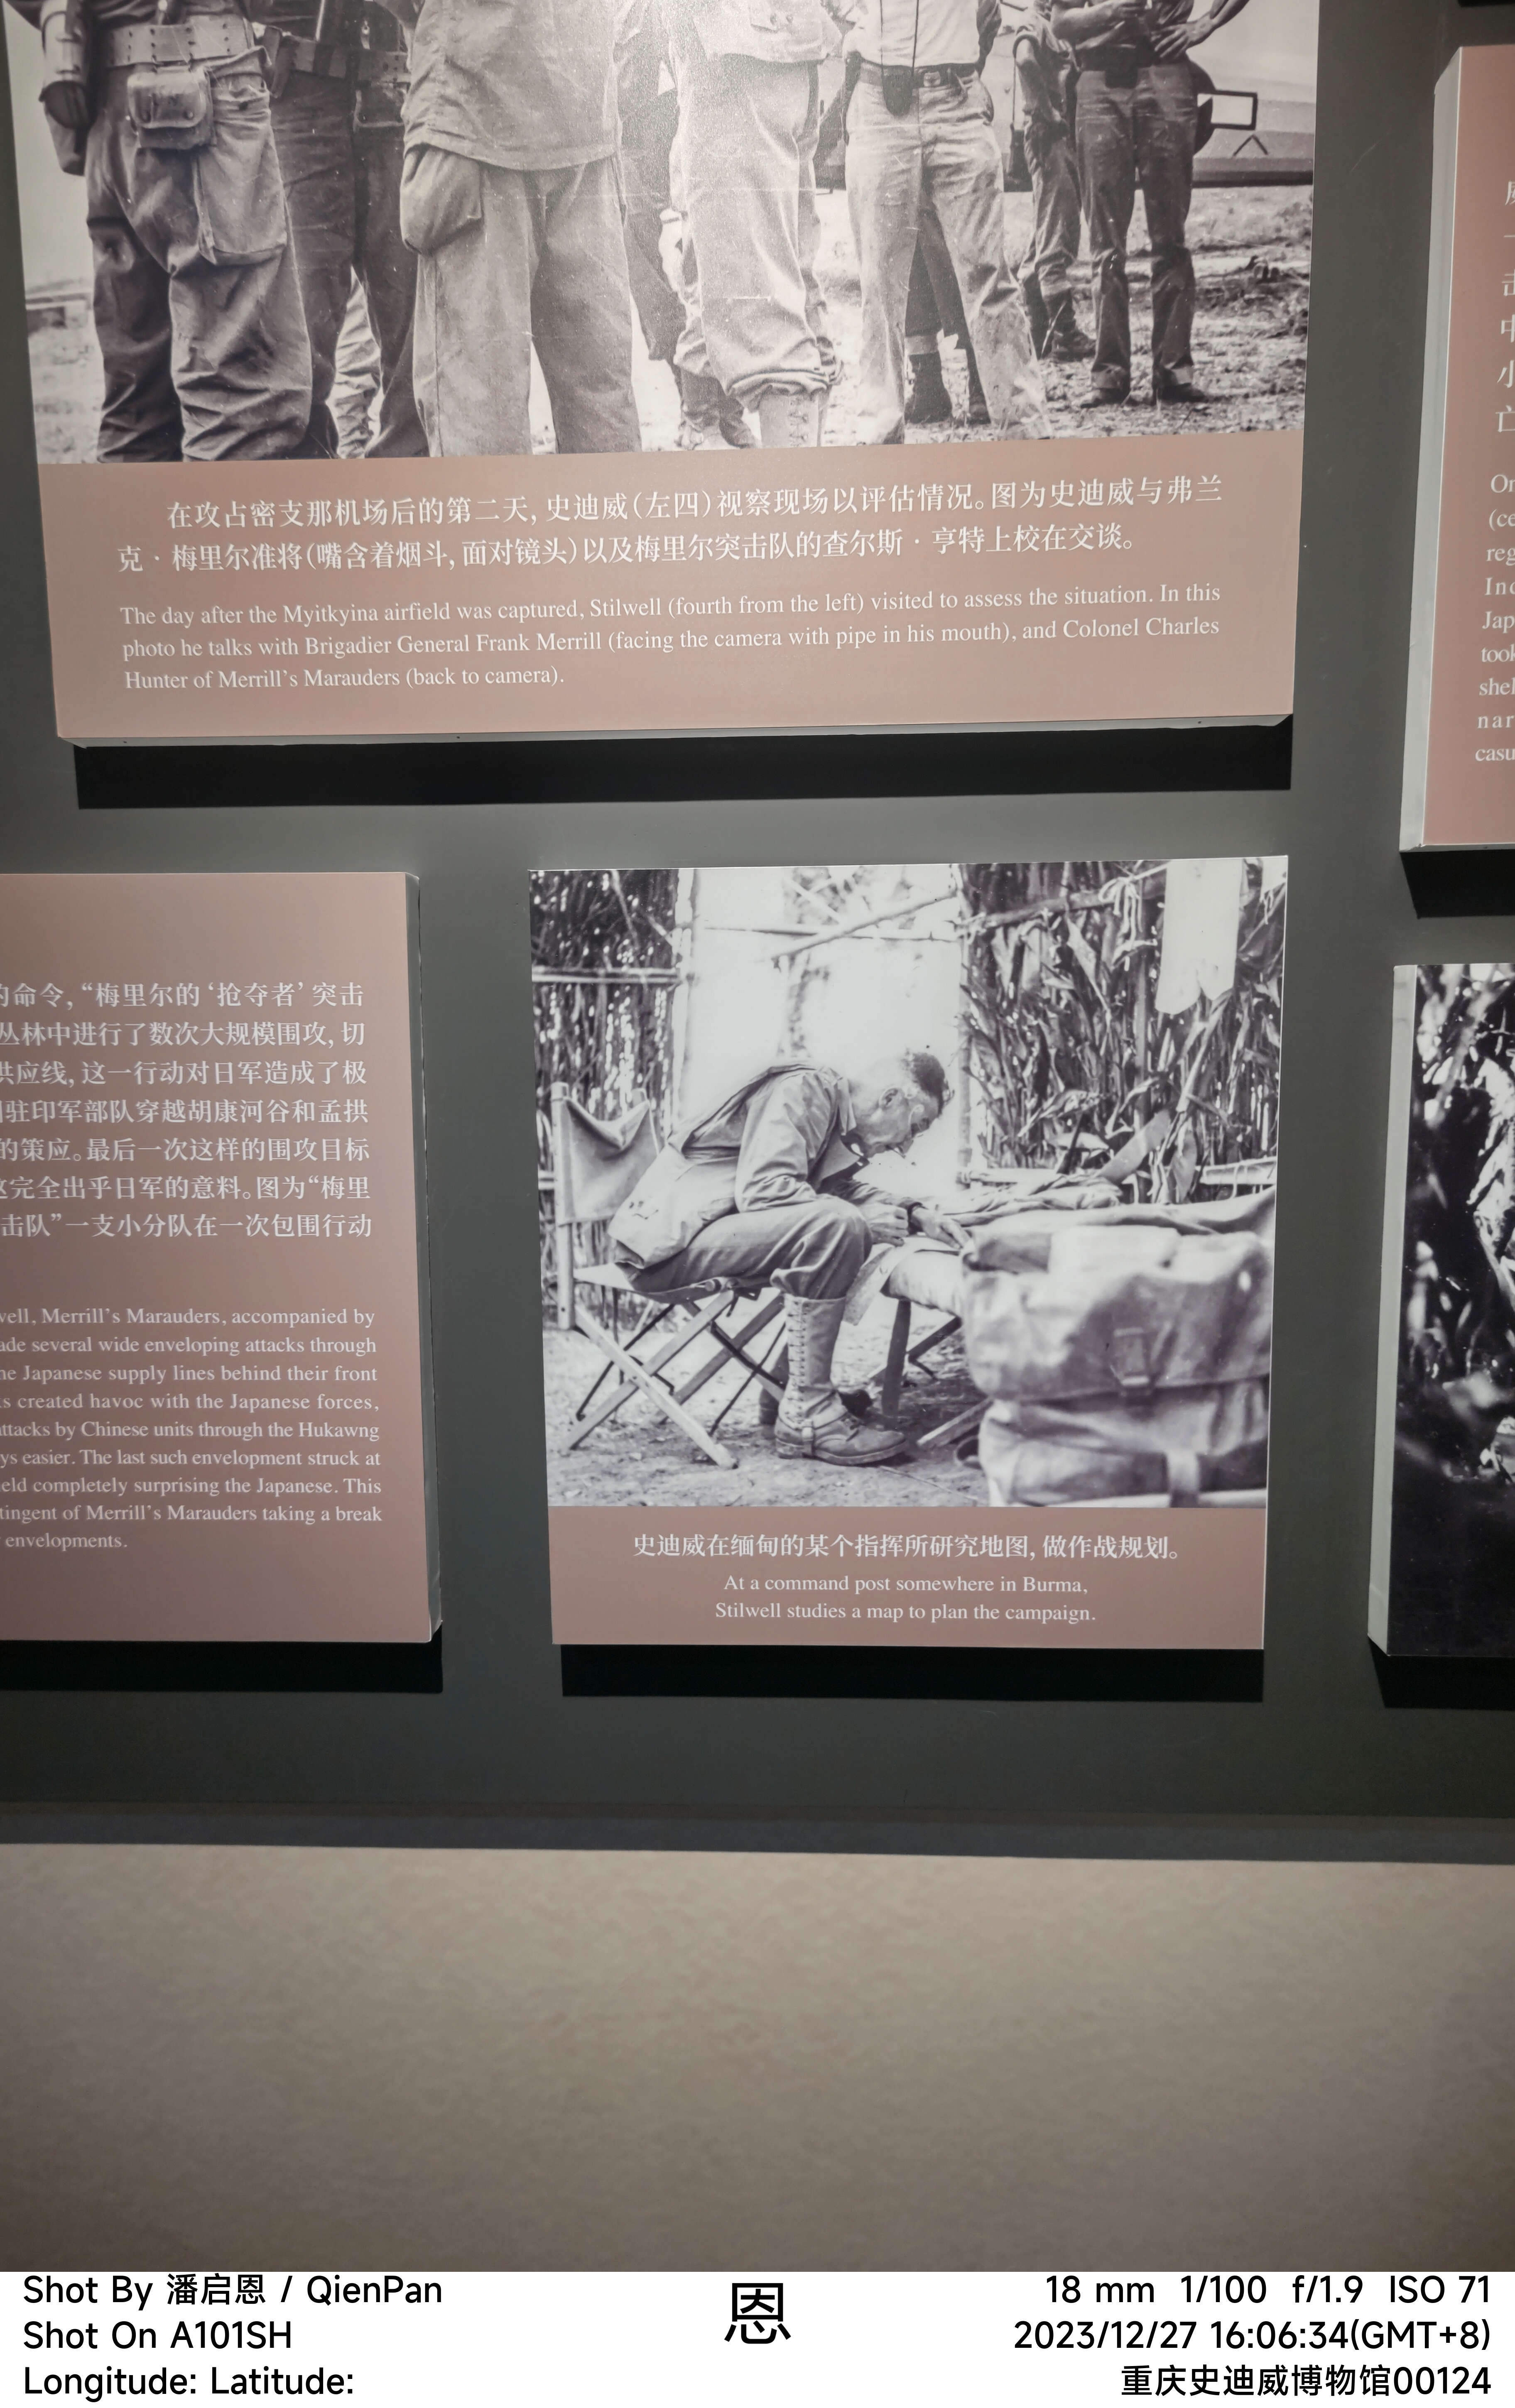 在攻占密支那机场后的第二天，史迪威（左四）视察现场以评估情况。图为史迪威与弗兰
克·梅里尔准将（嘴含着烟斗，面对镜头）以及梅里尔突击队的查尔斯·亨特上校在交谈。
The day after the Myitkyina airfield was captured, Stilwell (fourth from the left) visited to assess the situation. In this
photo he talks with Brigadier General Frank Merrill (facing the camera with pipe in his mouth), and Colonel Charles
Hunter of Merrill's Marauders (back to camera).
一
中
小
亡
On
(ce
reg
Inc
Jap
took
shel
nar
casu
的命令，“梅里尔的‘抢夺者’突击
丛林中进行了数次大规模围攻，切
供应线，这一行动对日军造成了极
驻印军部队穿越胡康河谷和孟拱
的策应。最后一次这样的围攻目标
这完全出乎日军的意料。图为“梅里
击队”一支小分队在一次包围行动
well, Merrill's Marauders, accompanied by
ade several wide enveloping attacks through
he Japanese supply lines behind their front
ks created havoc with the Japanese forces,
attacks by Chinese units through the Hukawng
ys easier. The last such envelopment struck at
eld completely surprising the Japanese. This
tingent of Merrill's Marauders taking a break
envelopments.
史迪威在缅甸的某个指挥所研究地图，做作战规划。
At a command post somewhere in Burma,
Stilwell studies a map to plan the campaign.
Shot By 潘启恩 / QienPan
Shot On A101SH
Longitude: Latitude:
恩
18 mm 1/100 f/1.9 ISO 71
2023/12/27 16:06:34(GMT+8)
重庆史迪威博物馆00124